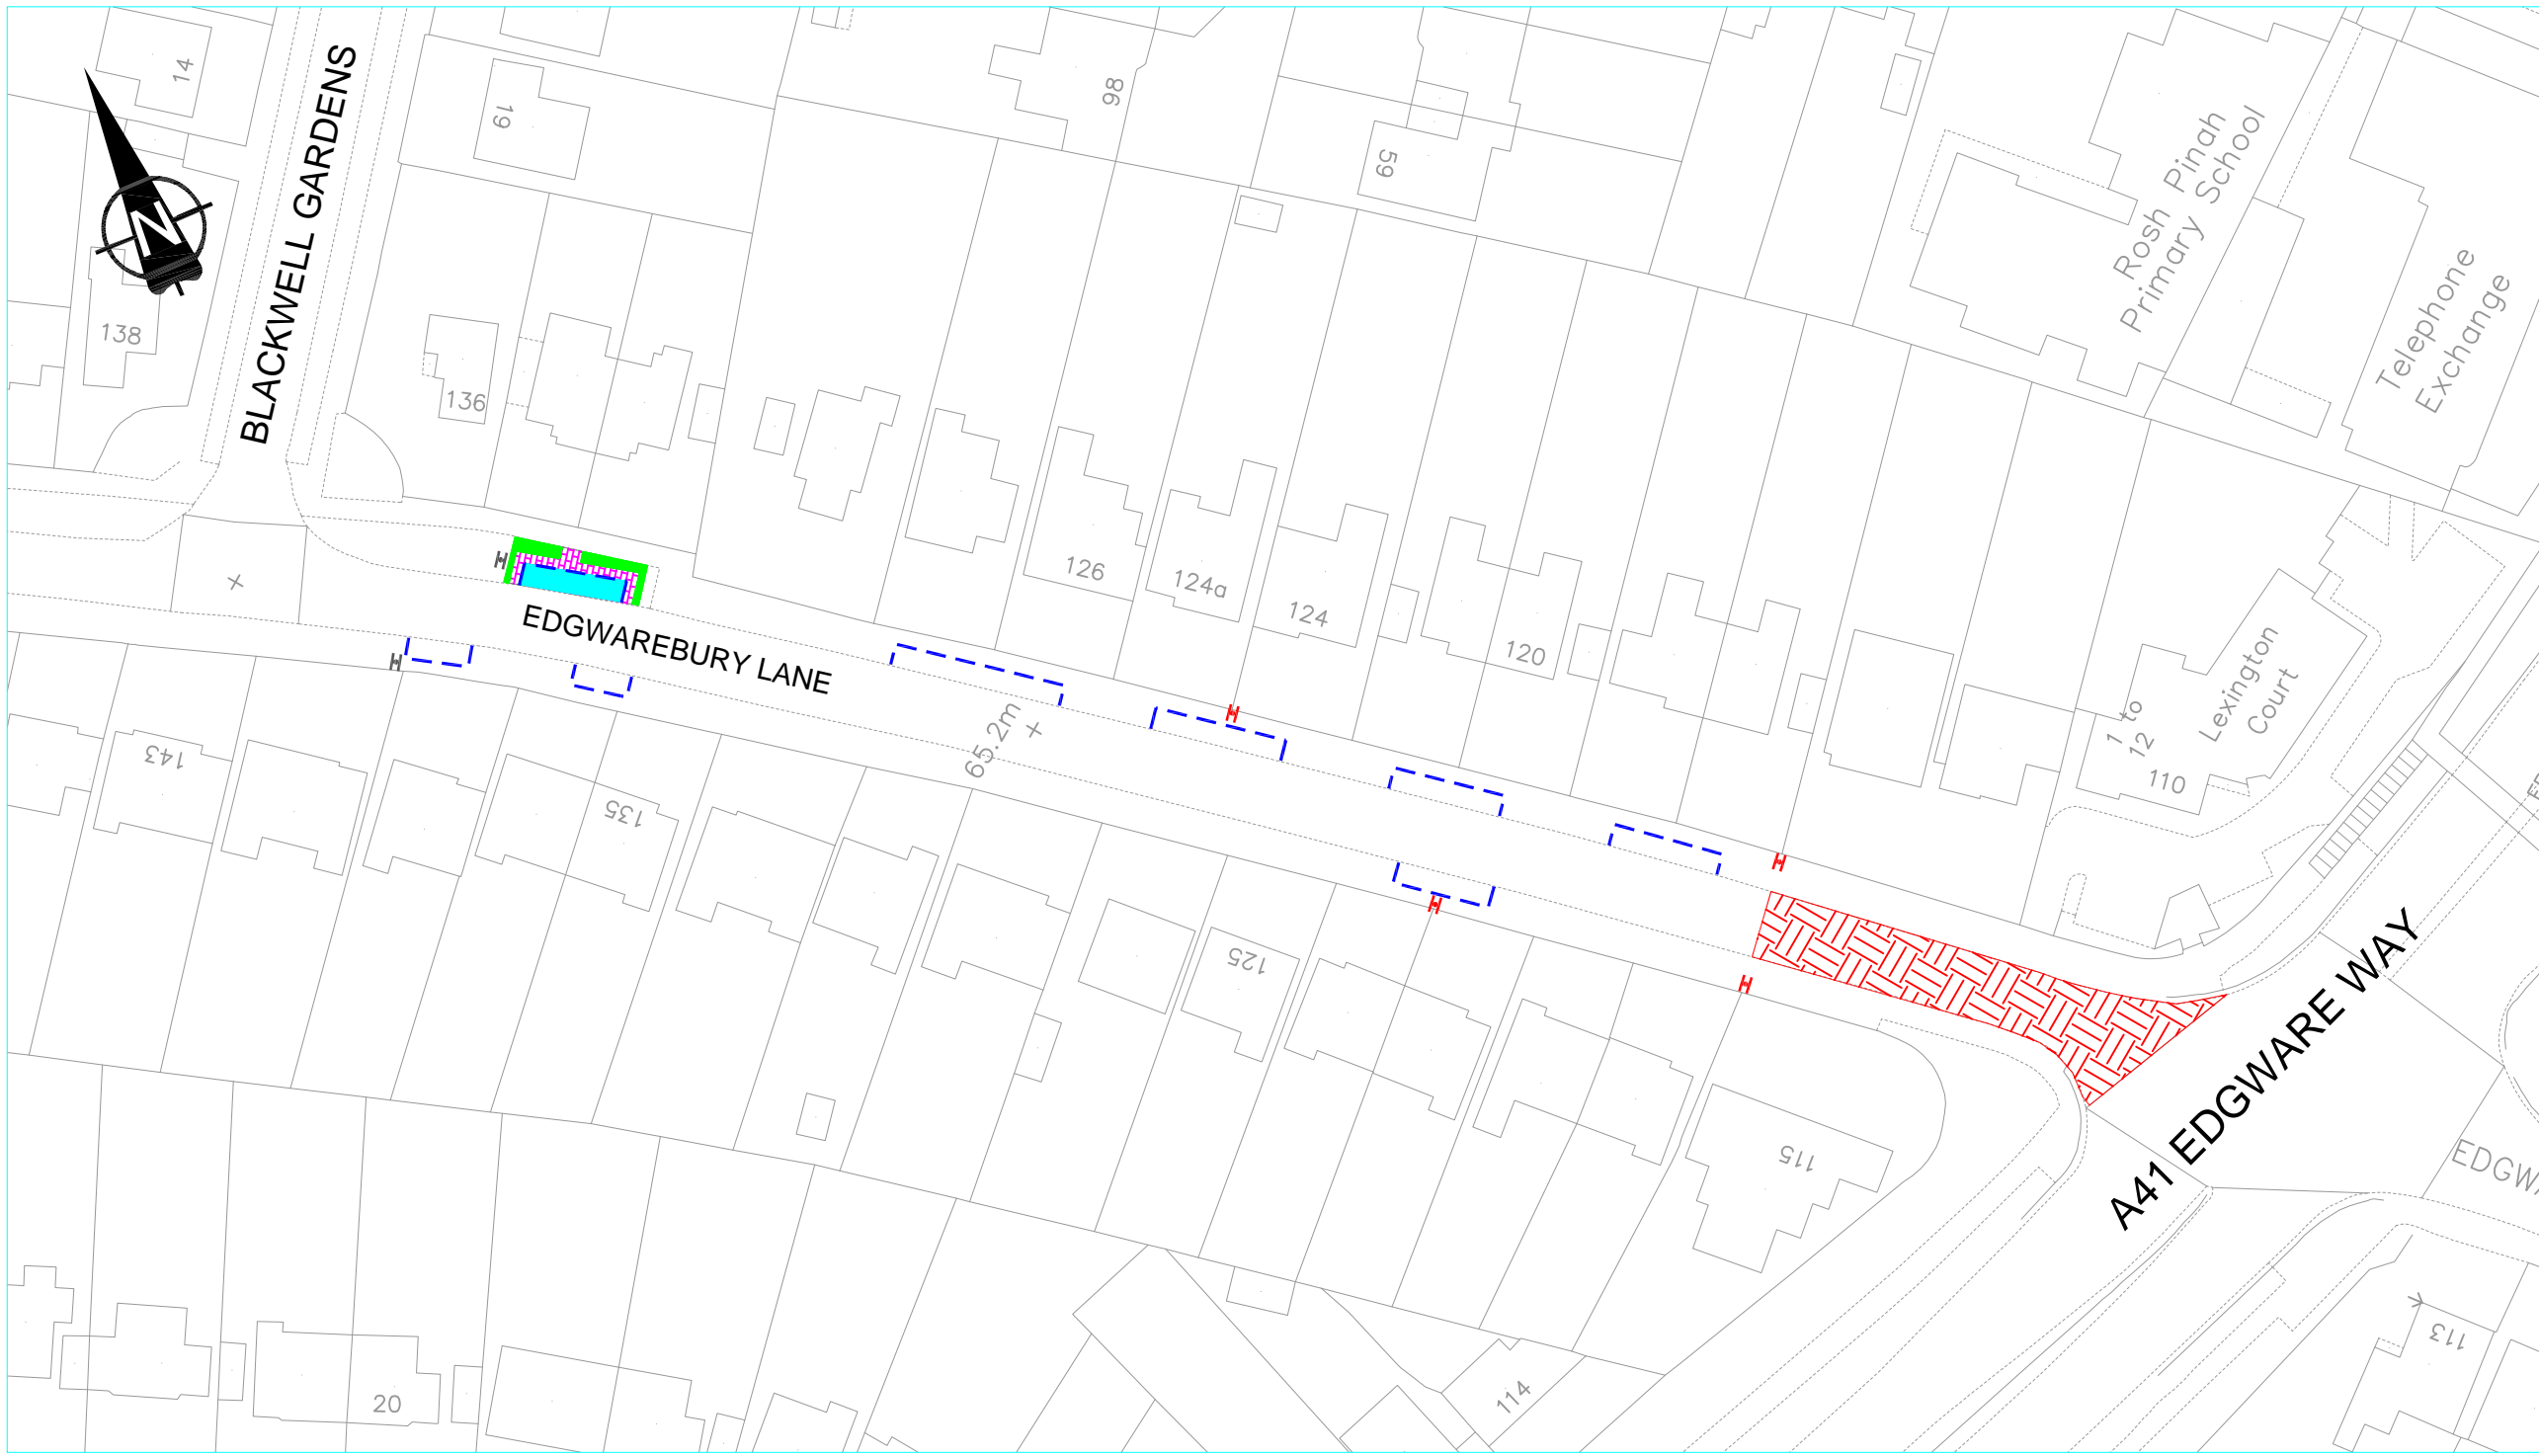 14
19
98
59
Rosh Pinah
Primary School
Telephone
Exchange
BLACKWELL GARDENS
N
138
136
126
124a
124
120
EDGWAREBURY LANE
65.2m
1 to
12
Lexington
Court
110
143
135
125
115
A41 EDGWARE WAY
EDGW
20
114
113